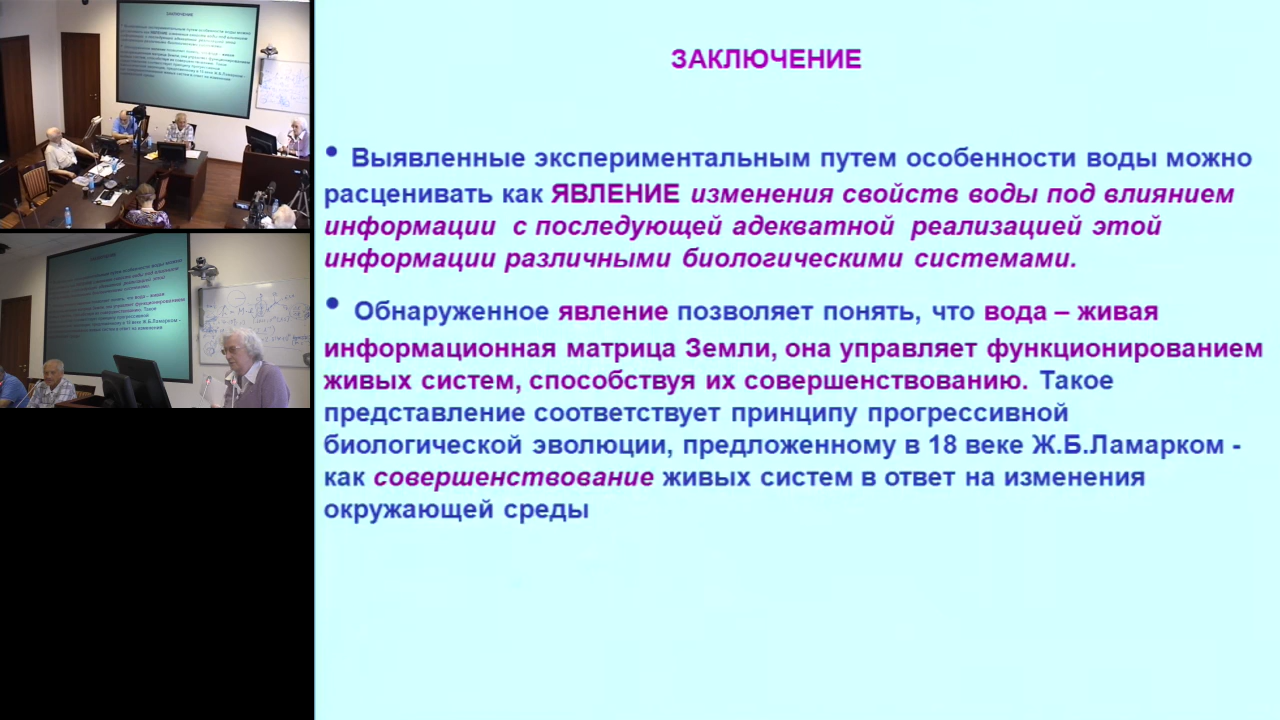 ЗАКЛЮЧЕНИЕ
• Выявленные экспериментальным путем особенности воды можно
расценивать как ЯВЛЕНИЕ изменения свойств воды под влиянием
информации с последующей адекватной реализацией этой
информации различными биологическими системами.
• Обнаруженное явление позволяет понять, что вода – живая
информационная матрица Земли, она управляет функционированием
живых систем, способствуя их совершенствованию. Такое
представление соответствует принципу прогрессивной
биологической эволюции, предложенному в 18 веке Ж.Б.Ламарком -
как совершенствование живых систем в ответ на изменения
окружающей среды